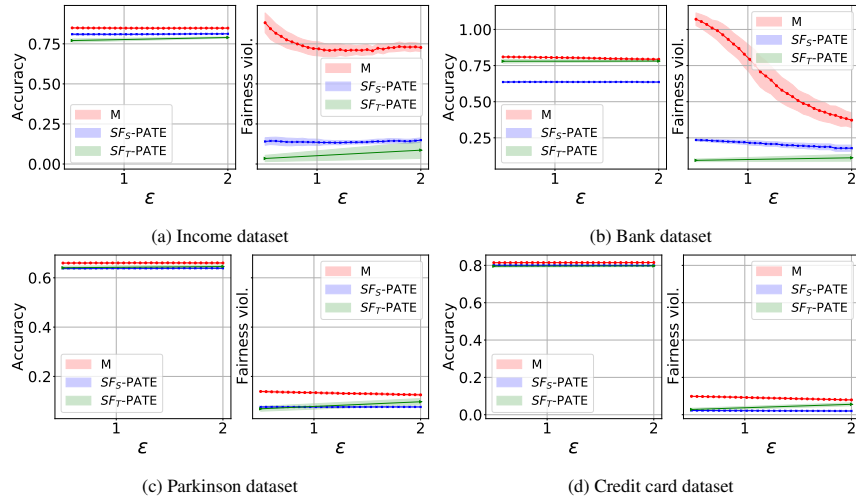 Accuracy
0.75
0.50
0.25
0.00
M
SF_S-PATE
SF_T-PATE
1
2
ε
Fairness viol.
M
SF_S-PATE
SF_T-PATE
1
2
ε
(a) Income dataset
Accuracy
1.00
0.75
0.50
0.25
M
SF_S-PATE
SF_T-PATE
1
2
ε
Fairness viol.
M
SF_S-PATE
SF_T-PATE
1
2
ε
(b) Bank dataset
Accuracy
0.6
0.4
0.2
M
SF_S-PATE
SF_T-PATE
1
2
ε
Fairness viol.
M
SF_S-PATE
SF_T-PATE
1
2
ε
(c) Parkinson dataset
Accuracy
0.8
0.6
0.4
0.2
0.0
M
SF_S-PATE
SF_T-PATE
1
2
ε
Fairness viol.
M
SF_S-PATE
SF_T-PATE
1
2
ε
(d) Credit card dataset